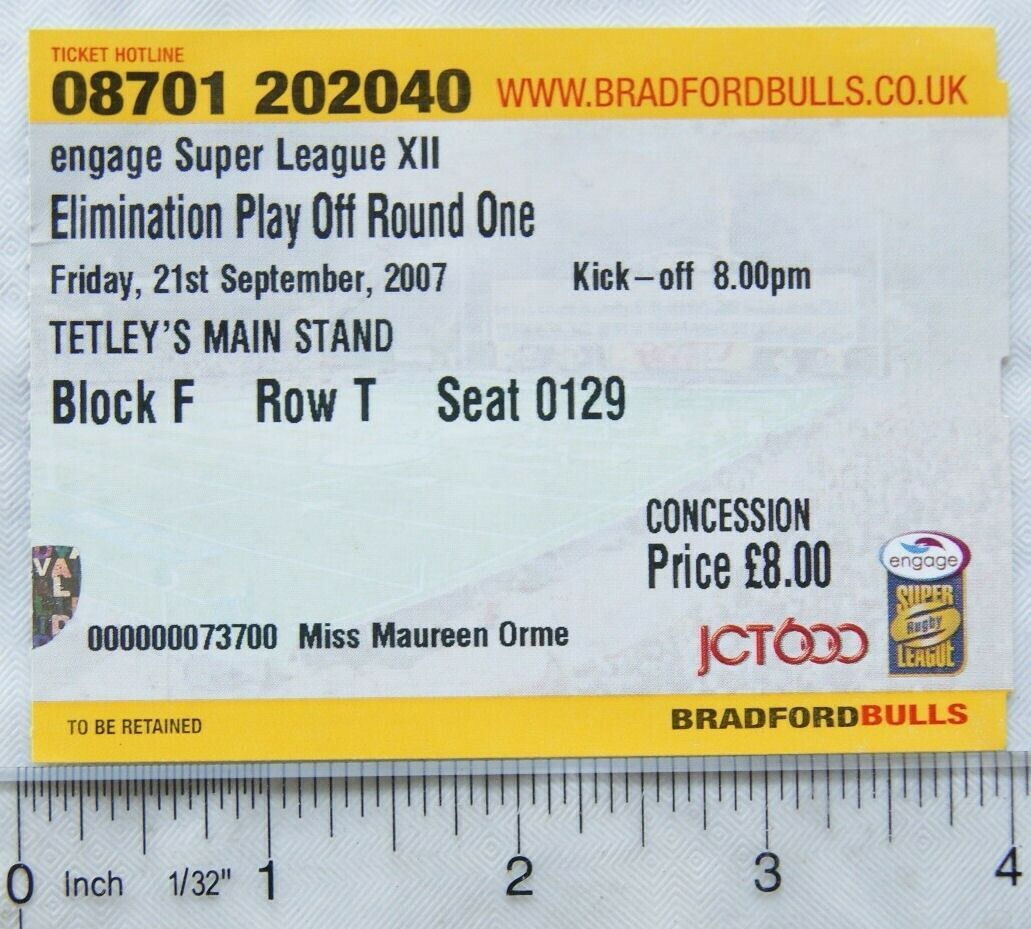 TICKET HOTLINE
08701 202040 WWW.BRADFORDBULLS.CO.UK
engage Super League XII
Elimination Play Off Round One
Friday, 21st September, 2007 Kick-off 8.00pm
TETLEY'S MAIN STAND
Block F Row T Seat 0129
CONCESSION
Price £8.00
engage
SUPER
Rugby
LEAGUE
000000073700 Miss Maureen Orme
JCT600
TO BE RETAINED
BRADFORDBULLS
0 Inch 1/32" 1 2 3 4